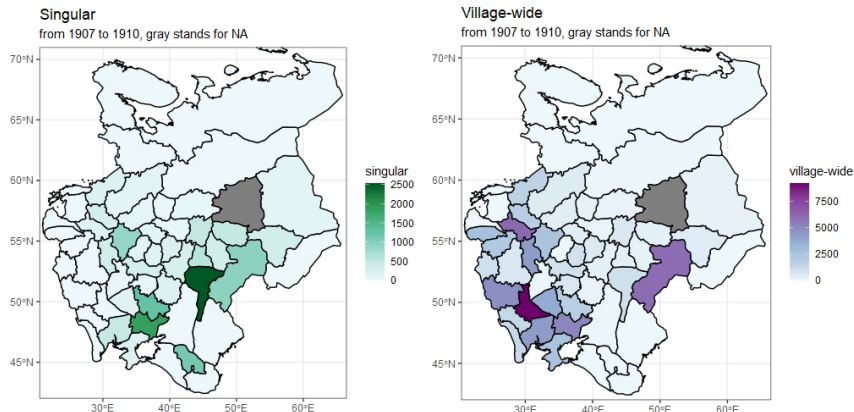 Singular
from 1907 to 1910, gray stands for NA
70°N
65°N
60°N
55°N
50°N
45°N
30°E 40°E 50°E 60°E
singular
2500
2000
1500
1000
500
0
Village-wide
from 1907 to 1910, gray stands for NA
70°N
65°N
60°N
55°N
50°N
45°N
30°E 40°E 50°E 60°E
village-wide
7500
5000
2500
0